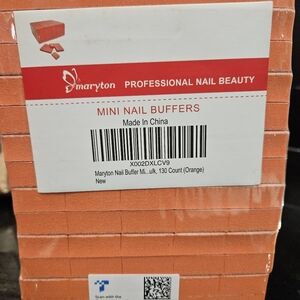 maryton PROFESSIONAL NAIL BEAUTY
MINI NAIL BUFFERS
Made In China
X002DXLCV9
Maryton Nail Buffer Mi...ulk, 130 Count (Orange)
New
Scan with the